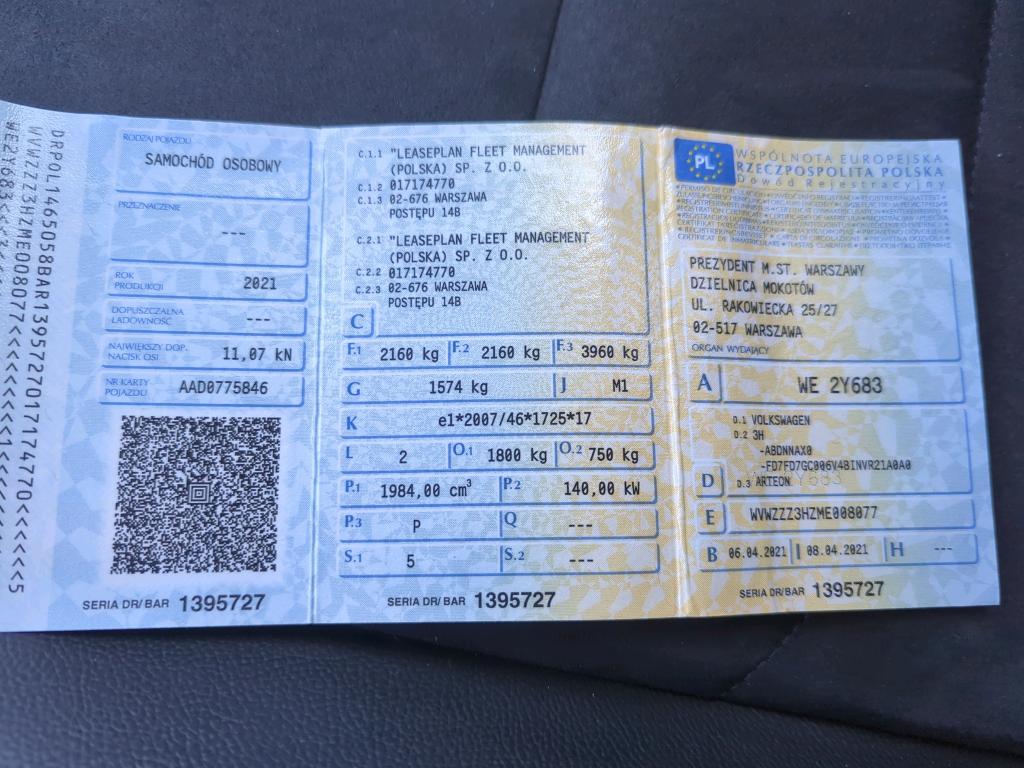 RODZAJ POJAZDU
SAMOCHÓD OSOBOWY
PRZEZNACZENIE
---
ROK PRODUKCJI
2021
DOPUSZCZALNA ŁADOWNOŚĆ
---
NAJWIĘKSZY DOP. NACISK OSI
11,07 kN
NR KARTY POJAZDU
AAD0775846
SERIA DR/BAR 1395727
C.1.1 "LEASEPLAN FLEET MANAGEMENT
(POLSKA) SP. Z O.O.
C.1.2 017174770
C.1.3 02-676 WARSZAWA
POSTĘPU 14B
C.2.1 "LEASEPLAN FLEET MANAGEMENT
(POLSKA) SP. Z O.O.
C.2.2 017174770
C.2.3 02-676 WARSZAWA
POSTĘPU 14B
C
F.1 2160 kg F.2 2160 kg F.3 3960 kg
G 1574 kg J M1
K e1*2007/46*1725*17
L 2 O.1 1800 kg O.2 750 kg
P.1 1984,00 cm³ P.2 140,00 kW
P.3 P Q ---
S.1 5 S.2 ---
SERIA DR/BAR 1395727
PL
WSPÓLNOTA EUROPEJSKA
RZECZPOSPOLITA POLSKA
Dowód Rejestracyjny
PREZYDENT M.ST. WARSZAWY
DZIELNICA MOKOTÓW
UL. RAKOWIECKA 25/27
02-517 WARSZAWA
ORGAN WYDAJĄCY
A WE 2Y683
D.1 VOLKSWAGEN
D.2 3H
-ABDNNAX0
-FD7FD7GC006V4BINVR21A0A0
D D.3 ARTEON
E WVWZZZ3HZME008077
B 06.04.2021 I 08.04.2021 H ---
SERIA DR/BAR 1395727